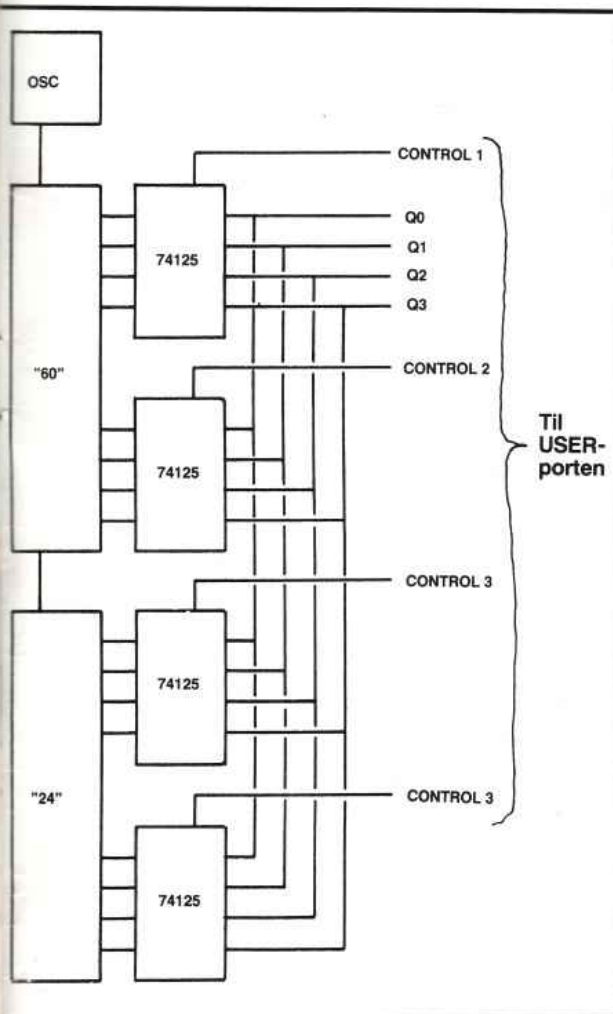 OSC
CONTROL 1
Q0
Q1
74125
Q2
Q3
"60"
CONTROL 2
74125
Til
USER-
porten
CONTROL 3
74125
"24"
CONTROL 3
74125